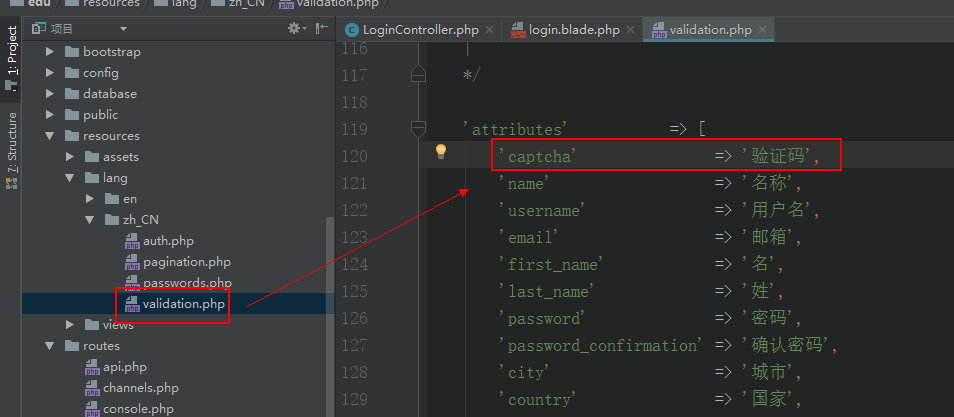 edu resources lang zh_CN validation.php
1: Project
7: Structure
项目
bootstrap
config
database
public
resources
assets
lang
en
zh_CN
auth.php
pagination.php
passwords.php
validation.php
views
routes
api.php
channels.php
console.php
LoginController.php × login.blade.php × validation.php ×
116 |
117 */
118
119 'attributes' => [
120 'captcha' => '验证码',
121 'name' => '名称',
122 'username' => '用户名',
123 'email' => '邮箱',
124 'first_name' => '名',
125 'last_name' => '姓',
126 'password' => '密码',
127 'password_confirmation' => '确认密码',
128 'city' => '城市',
129 'country' => '国家',